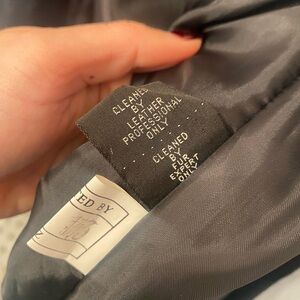 CLEANED
BY
LEATHER
PROFESSIONAL
ONLY
CLEANED
BY
FUR
EXPERT
ONLY
ED BY